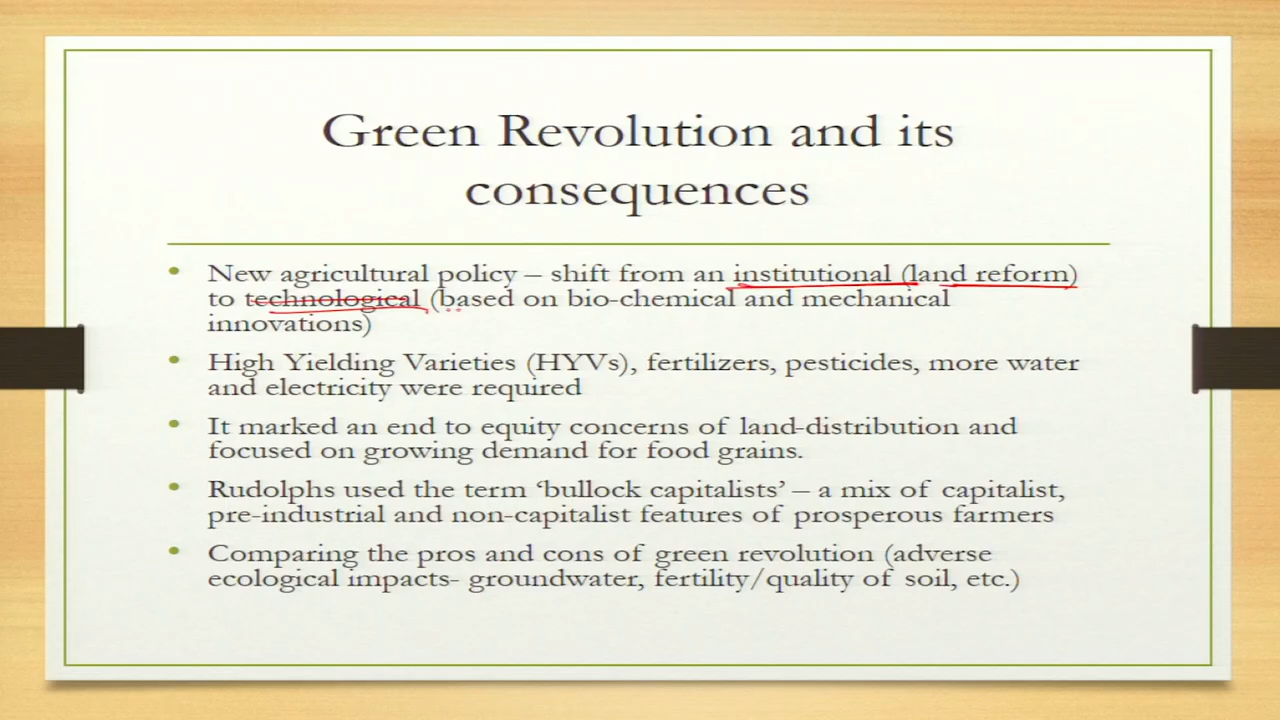 Green Revolution and its
consequences
• New agricultural policy – shift from an institutional (land reform)
to technological (based on bio-chemical and mechanical
innovations)
• High Yielding Varieties (HYVs), fertilizers, pesticides, more water
and electricity were required
• It marked an end to equity concerns of land-distribution and
focused on growing demand for food grains.
• Rudolphs used the term ‘bullock capitalists’ – a mix of capitalist,
pre-industrial and non-capitalist features of prosperous farmers
• Comparing the pros and cons of green revolution (adverse
ecological impacts- groundwater, fertility/quality of soil, etc.)